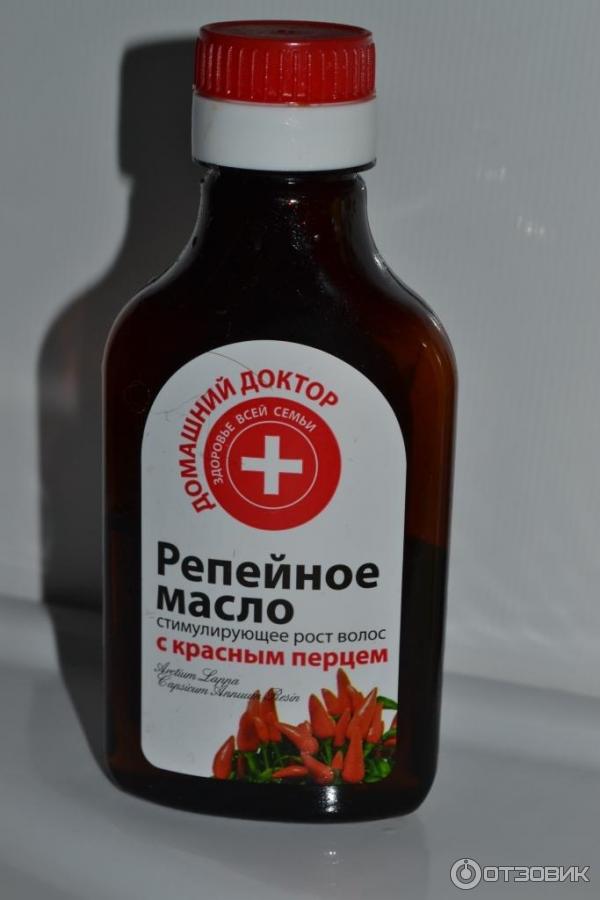 ДОМАШНИЙ ДОКТОР
ЗДОРОВЬЕ ВСЕЙ СЕМЬИ
Репейное
масло
стимулирующее рост волос
с красным перцем
Arctium Lappa
Capsicum Annuum Resin
ОТЗОВИК